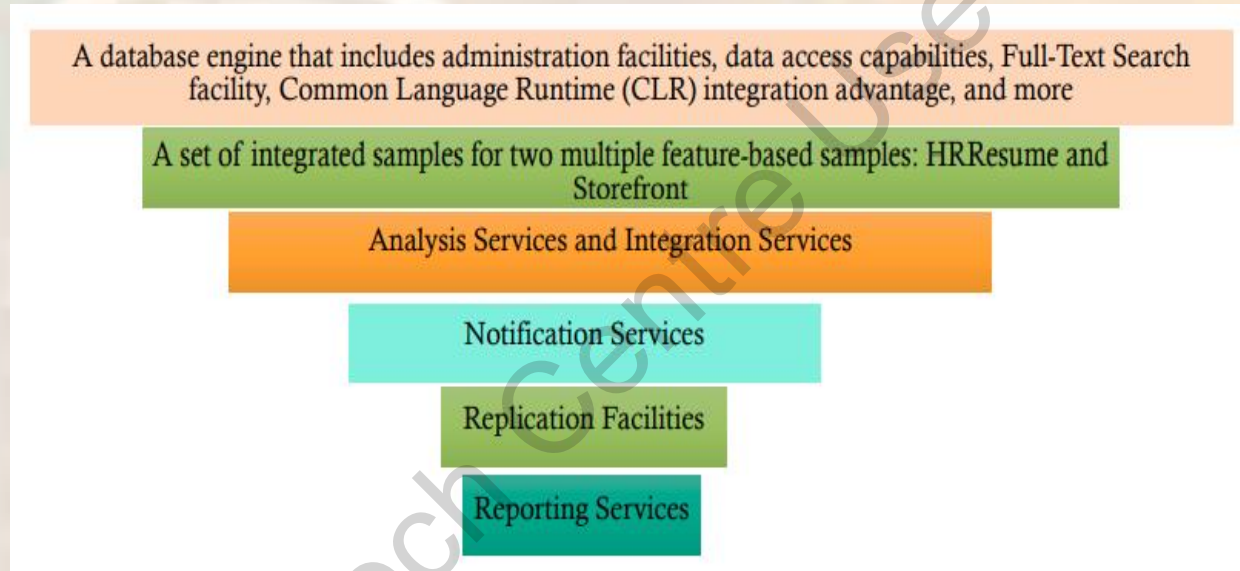 A database engine that includes administration facilities, data access capabilities, Full-Text Search
facility, Common Language Runtime (CLR) integration advantage, and more
A set of integrated samples for two multiple feature-based samples: HRResume and
Storefront
Analysis Services and Integration Services
Notification Services
Replication Facilities
Reporting Services
Centre Use